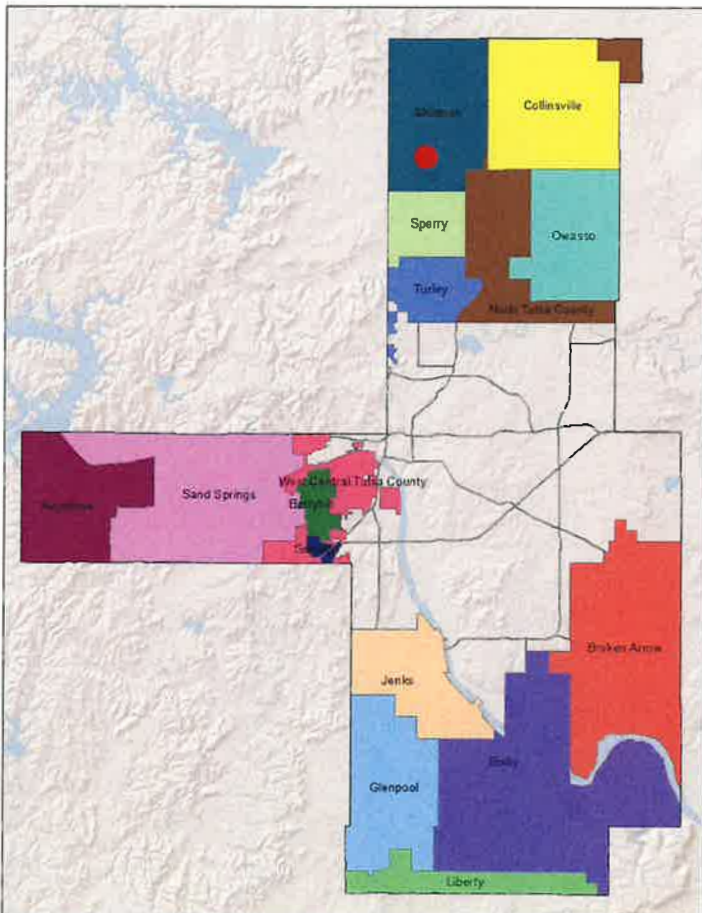 Skiatook
Collinsville
Sperry
Owasso
Turley
North Tulsa County
West Central Tulsa County
Sand Springs
Keystone
Berryhill
Broken Arrow
Jenks
Bixby
Glenpool
Liberty